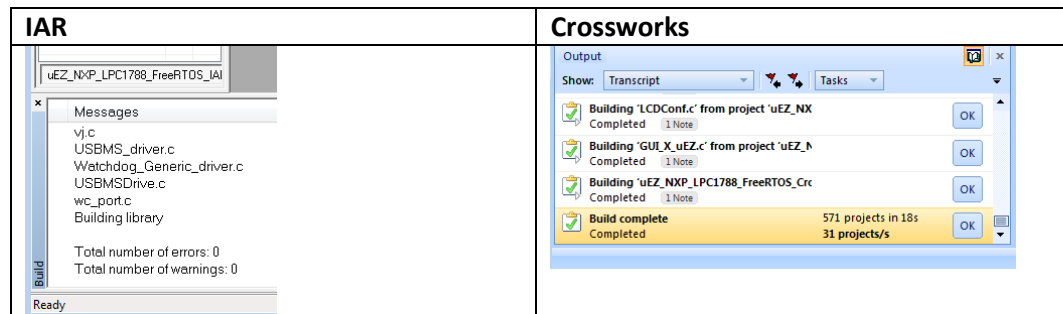 IAR
uEZ_NXP_LPC1788_FreeRTOS_IAI
Messages
vj.c
USBMS_driver.c
Watchdog_Generic_driver.c
USBMSDrive.c
wc_port.c
Building library
Total number of errors: 0
Total number of warnings: 0
Build
Ready
Crossworks
Output
Show: Transcript Tasks
Building 'LCDConf.c' from project 'uEZ_NX
Completed 1 Note
OK
Building 'GUI_X_uEZ.c' from project 'uEZ_N
Completed 1 Note
OK
Building 'uEZ_NXP_LPC1788_FreeRTOS_Crc
Completed 1 Note
OK
Build complete 571 projects in 18s
Completed 31 projects/s
OK